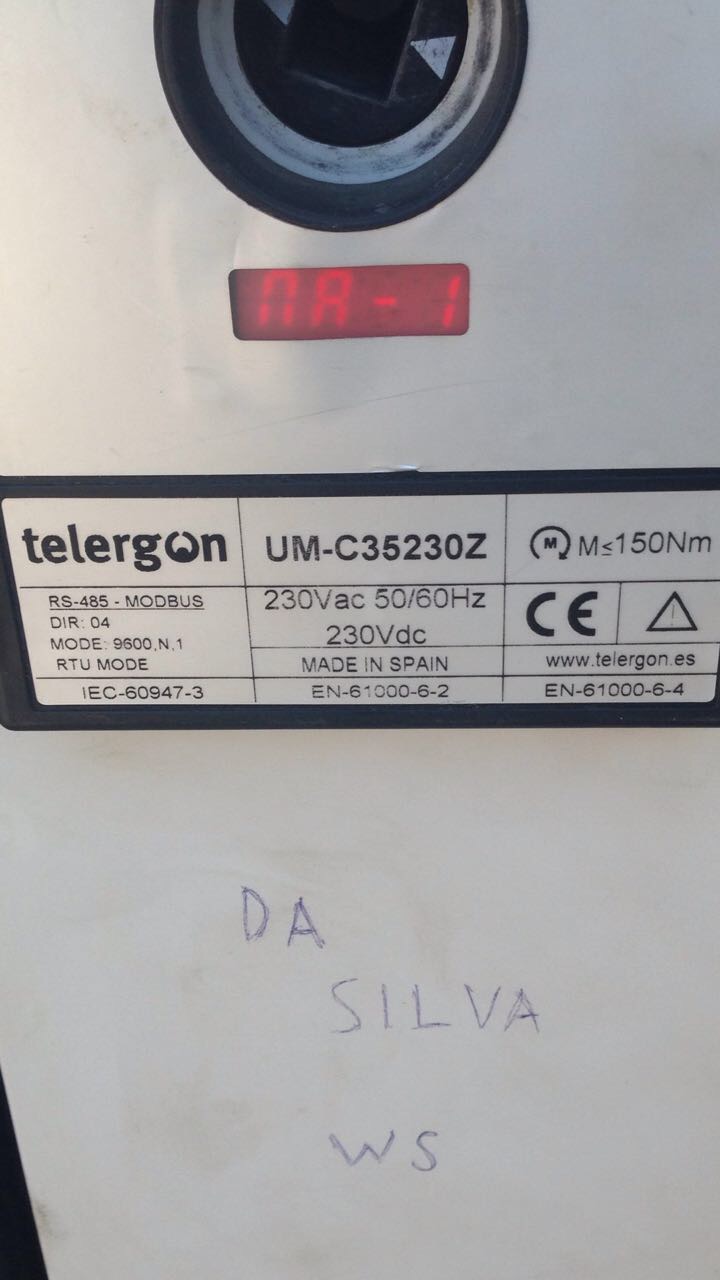 MA-1
telergon
UM-C35230Z
M M≤150Nm
RS-485 - MODBUS
DIR: 04
MODE: 9600,N,1
RTU MODE
230Vac 50/60Hz
230Vdc
CE
MADE IN SPAIN
www.telergon.es
IEC-60947-3
EN-61000-6-2
EN-61000-6-4
DA
SILVA
WS